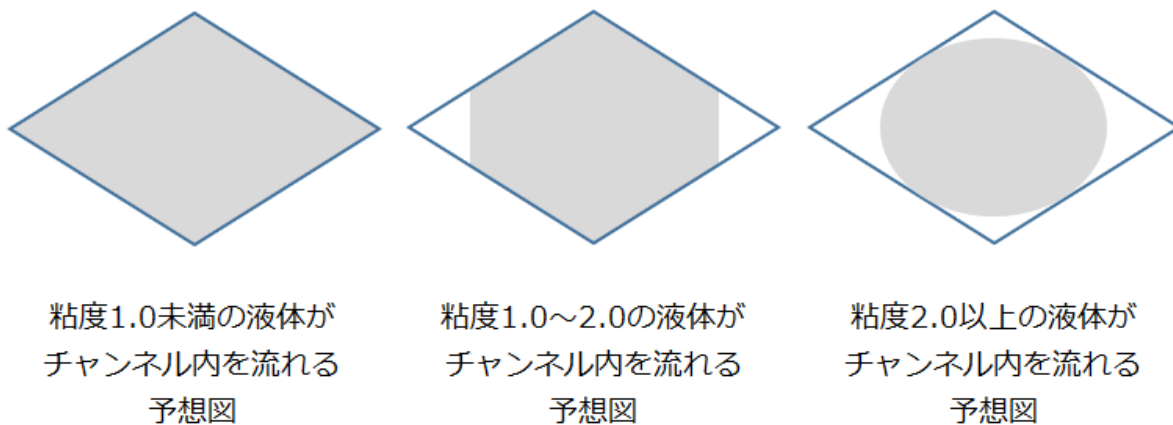 粘度1.0未満の液体が
チャンネル内を流れる
予想図
粘度1.0～2.0の液体が
チャンネル内を流れる
予想図
粘度2.0以上の液体が
チャンネル内を流れる
予想図